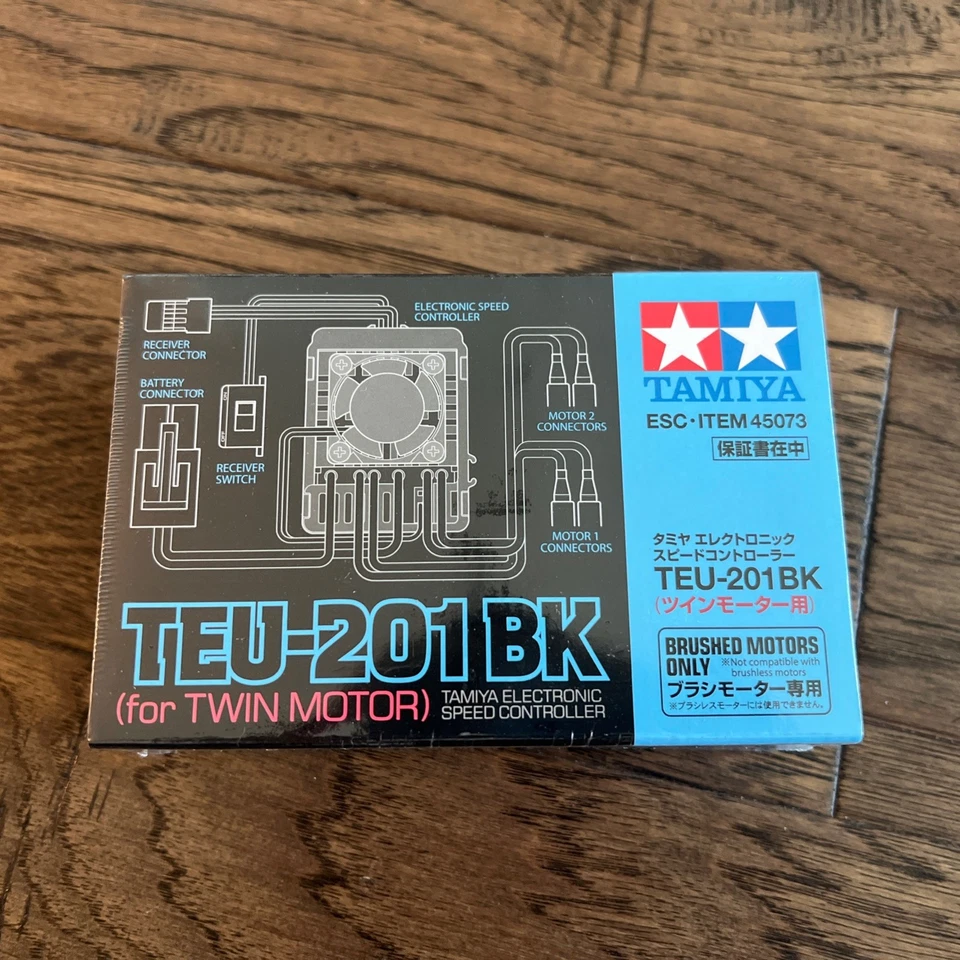 RECEIVER
CONNECTOR
ELECTRONIC SPEED
CONTROLLER
BATTERY
CONNECTOR
ON
OFF
RECEIVER
SWITCH
MOTOR 2
CONNECTORS
MOTOR 1
CONNECTORS
TEU-201BK
(for TWIN MOTOR)
TAMIYA ELECTRONIC
SPEED CONTROLLER
TAMIYA
ESC・ITEM 45073
保証書在中
タミヤ エレクトロニック
スピードコントローラー
TEU-201BK
(ツインモーター用)
BRUSHED MOTORS
ONLY ※Not compatible with
brushless motors
ブラシモーター専用
※ブラシレスモーターには使用できません。